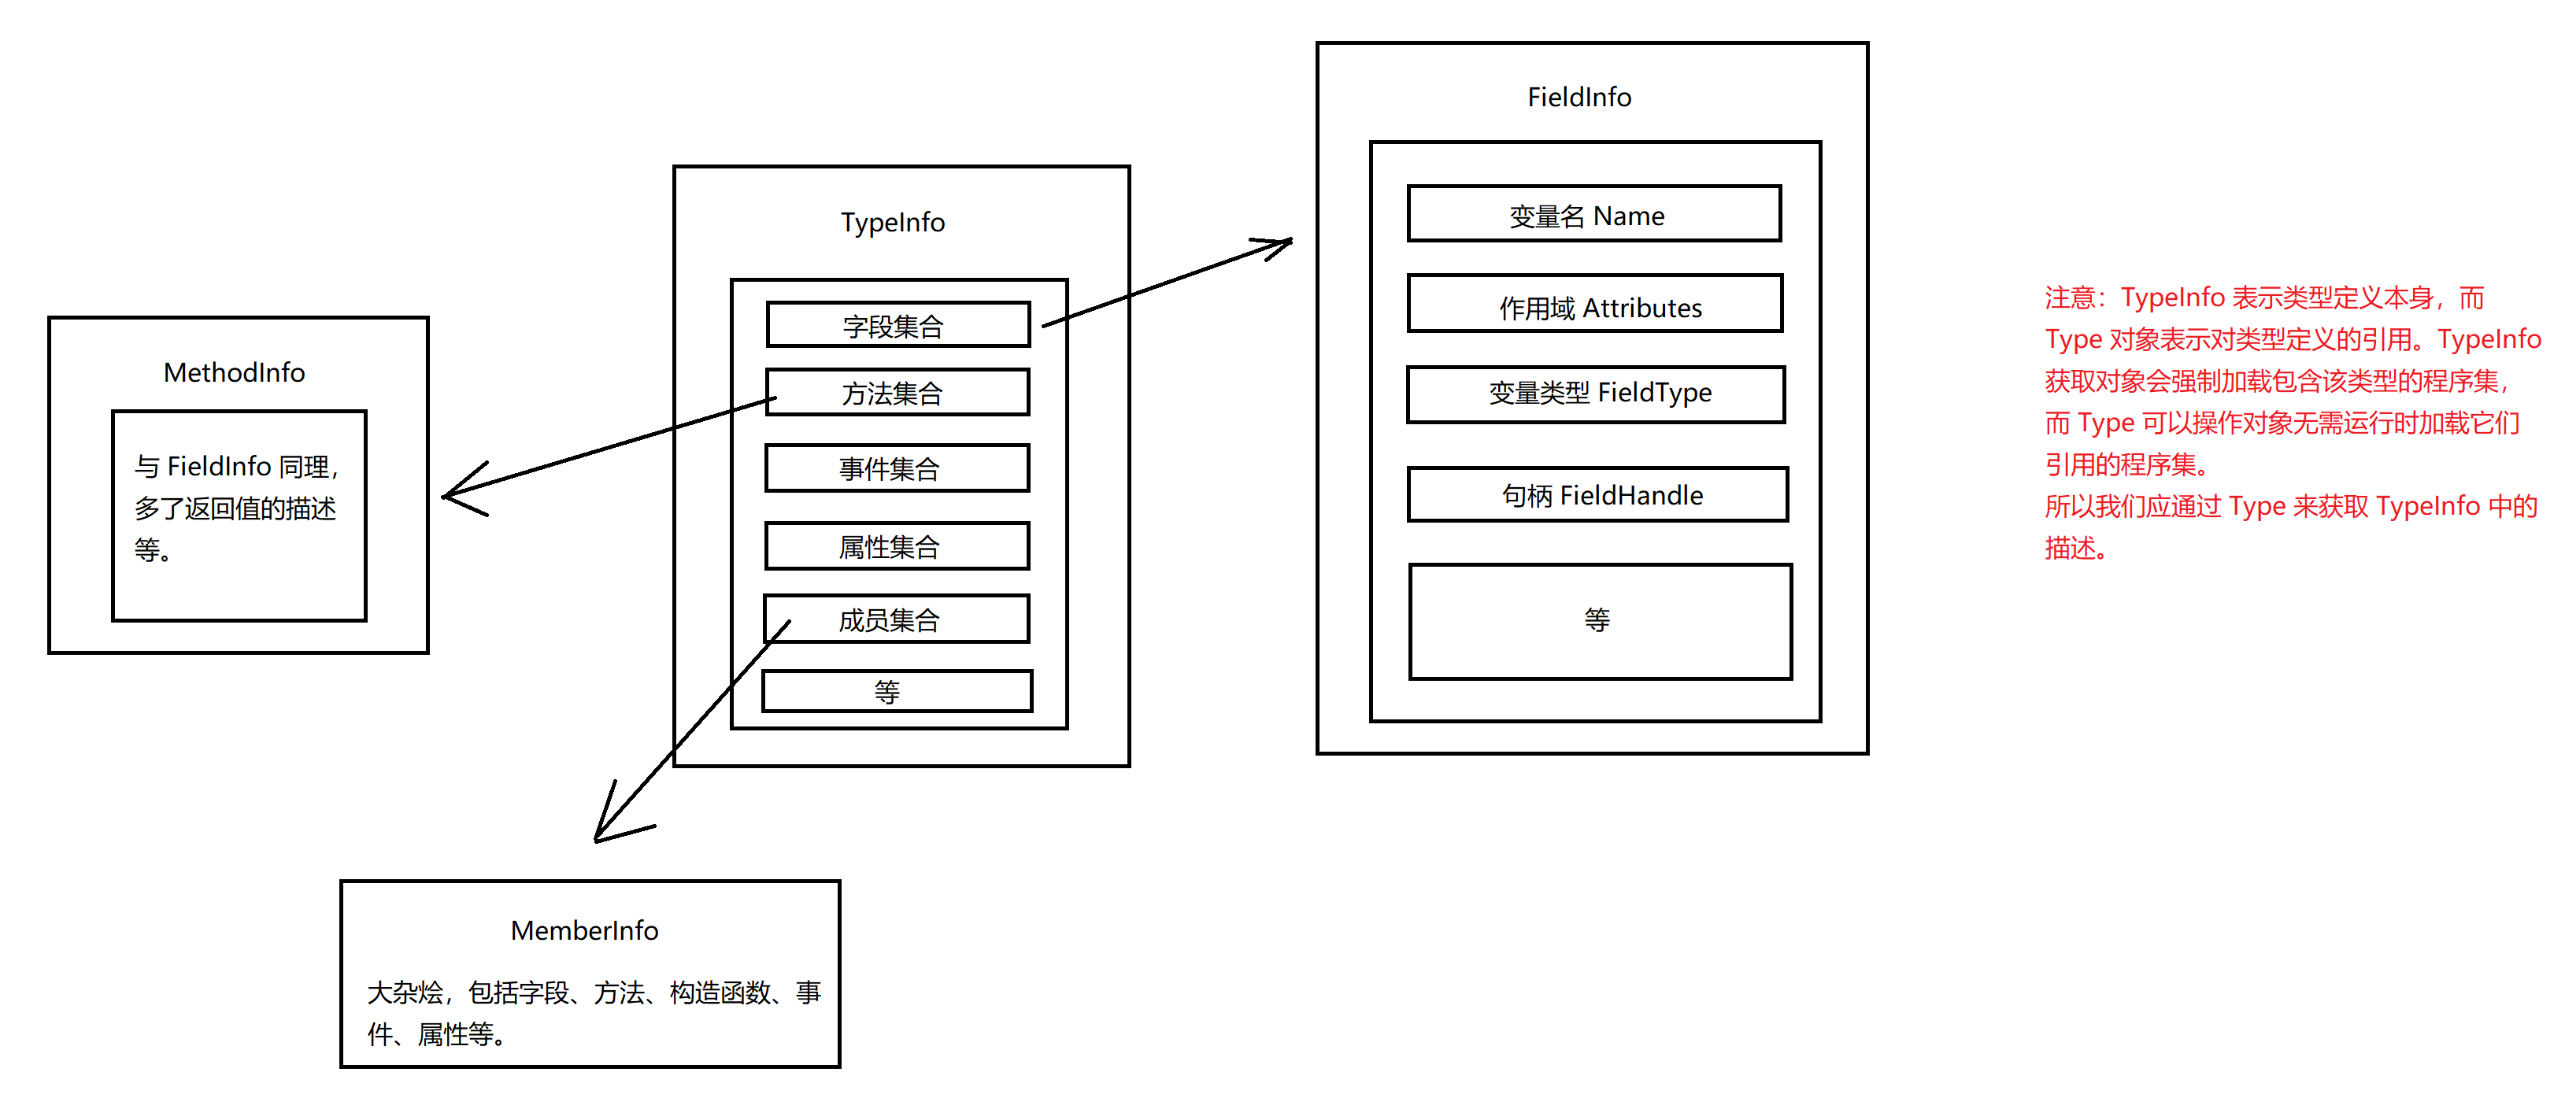 MethodInfo
与 FieldInfo 同理，
多了返回值的描述
等。
TypeInfo
字段集合
方法集合
事件集合
属性集合
成员集合
等
MemberInfo
大杂烩，包括字段、方法、构造函数、事
件、属性等。
FieldInfo
变量名 Name
作用域 Attributes
变量类型 FieldType
句柄 FieldHandle
等
注意：TypeInfo 表示类型定义本身，而
Type 对象表示对类型定义的引用。TypeInfo
获取对象会强制加载包含该类型的程序集，
而 Type 可以操作对象无需运行时加载它们
引用的程序集。
所以我们应通过 Type 来获取 TypeInfo 中的
描述。